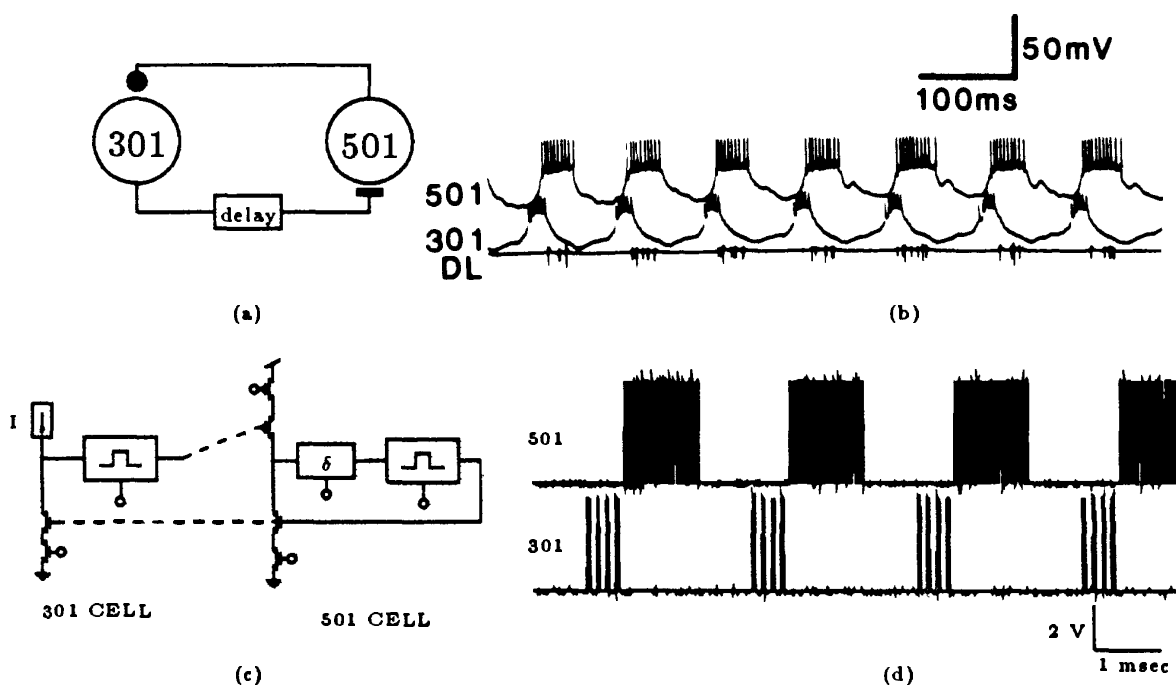 301
501
delay
(a)
50mV
100ms
501
301
DL
(b)
I
δ
301 CELL
501 CELL
(c)
501
301
2 V
1 msec
(d)